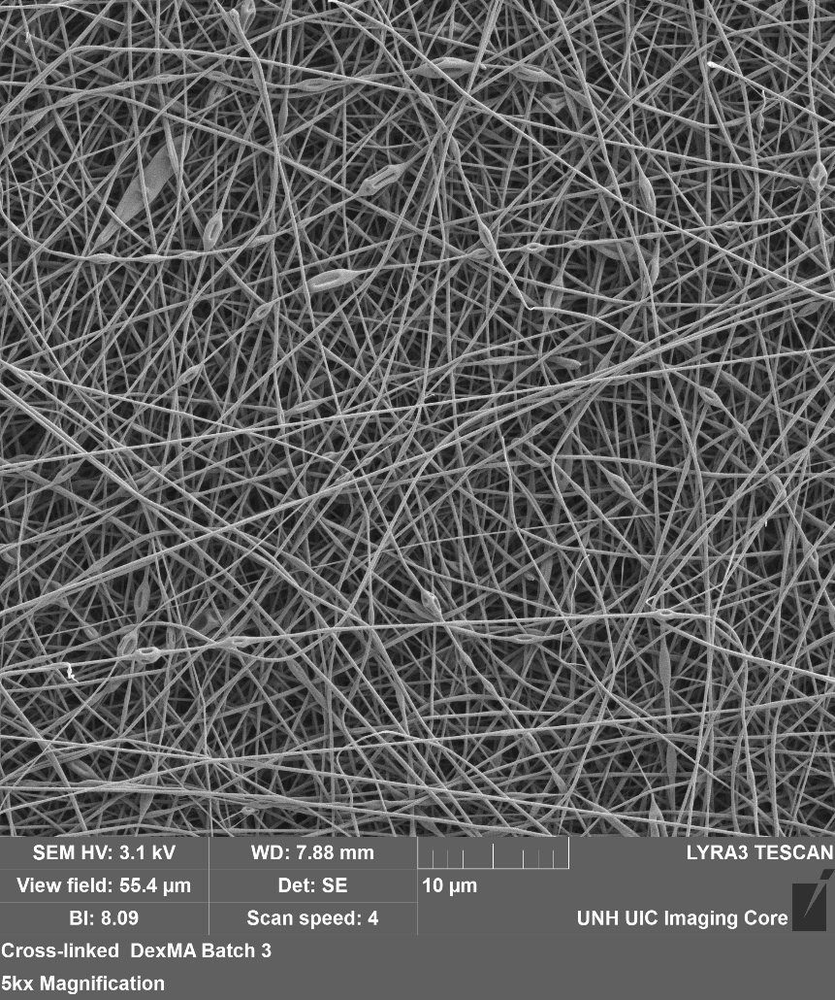 SEM HV: 3.1 kV WD: 7.88 mm LYRA3 TESCAN
View field: 55.4 µm Det: SE 10 µm
BI: 8.09 Scan speed: 4 UNH UIC Imaging Core
Cross-linked DexMA Batch 3
5kx Magnification